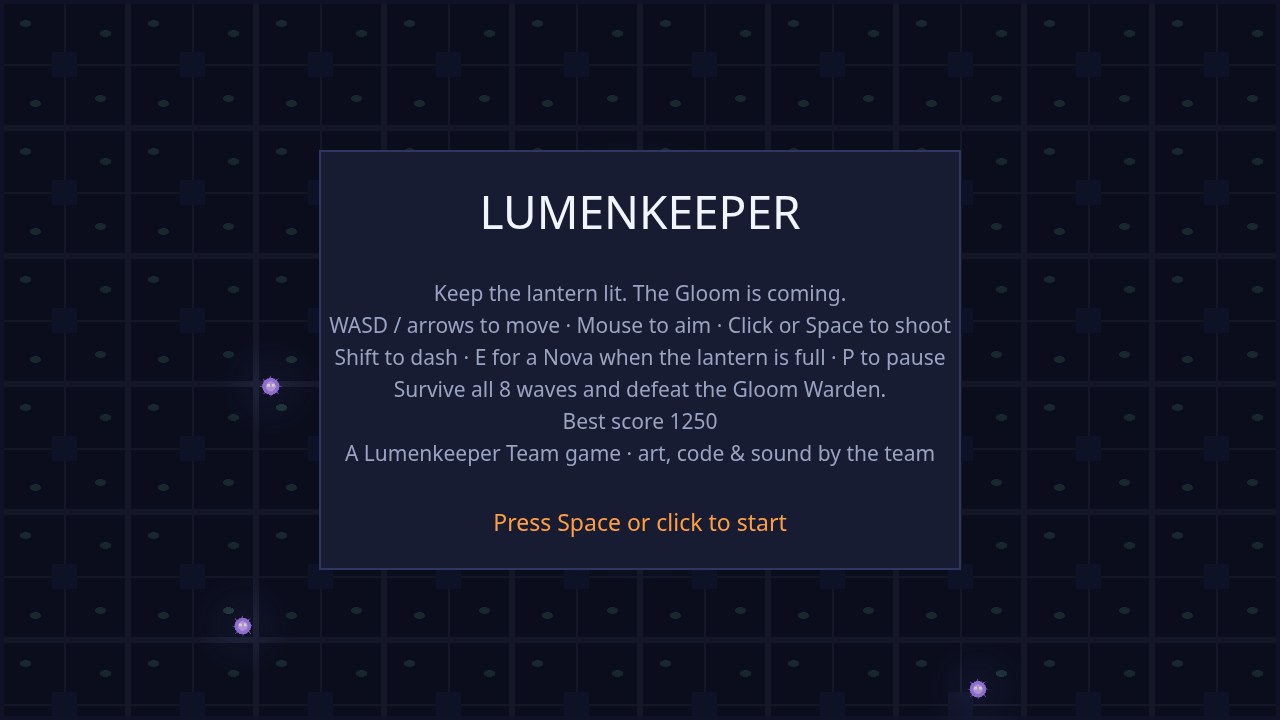 LUMENKEEPER
Keep the lantern lit. The Gloom is coming.
WASD / arrows to move · Mouse to aim · Click or Space to shoot
Shift to dash · E for a Nova when the lantern is full · P to pause
Survive all 8 waves and defeat the Gloom Warden.
Best score 1250
A Lumenkeeper Team game · art, code & sound by the team
Press Space or click to start